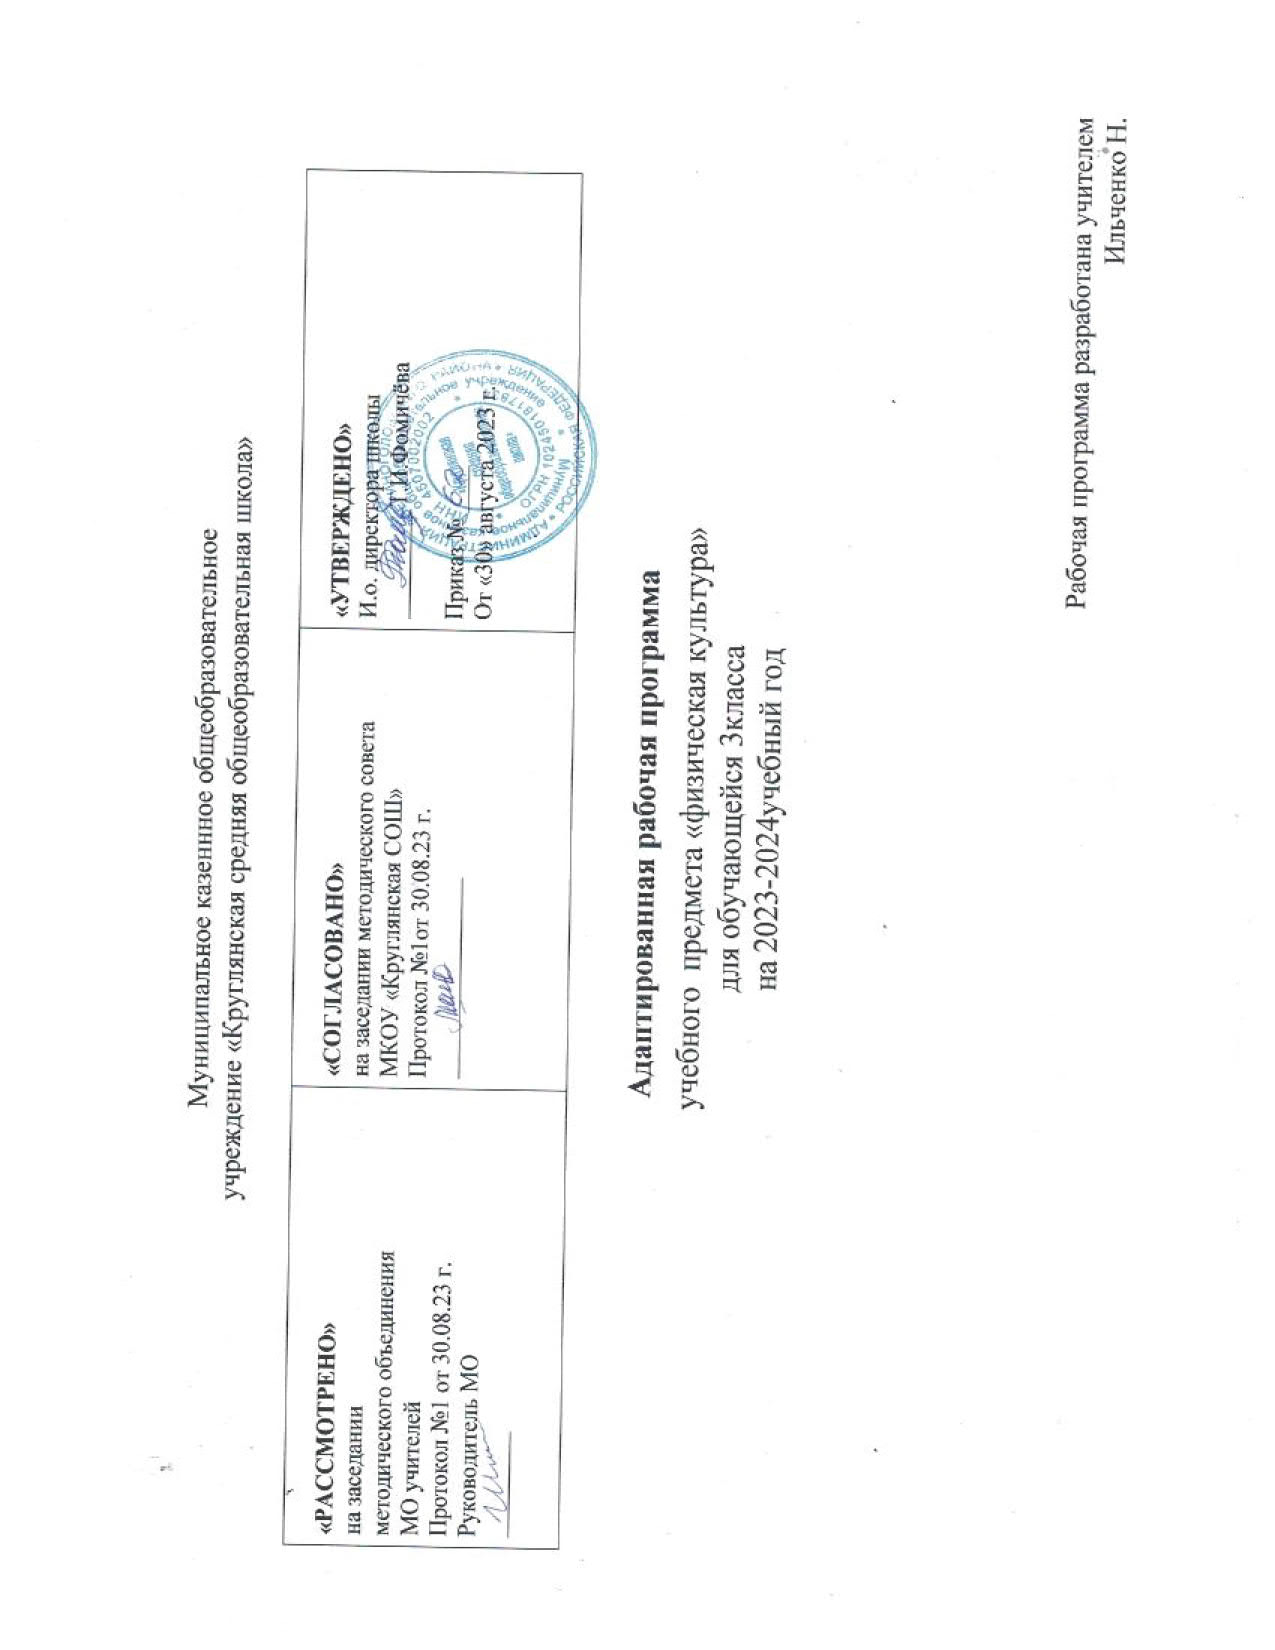 Муниципальное казеннное общеобразовательное
учреждение «Круглянская средняя общеобразовательная школа»
«РАССМОТРЕНО»
на заседании
методического объединения
МО учителей
Протокол №1 от 30.08.23 г.
Руководитель МО
«СОГЛАСОВАНО»
на заседании методического совета
МКОУ «Круглянская СОШ»
Протокол №1от 30.08.23 г.
«УТВЕРЖДЕНО»
И.о. директора школы
Т.И.Фомичёва
Приказ №
От «30» августа 2023 г.
Адаптированная рабочая программа
учебного предмета «физическая культура»
для обучающейся 3класса
на 2023-2024учебный год
Рабочая программа разработана учителем
Ильченко Н.